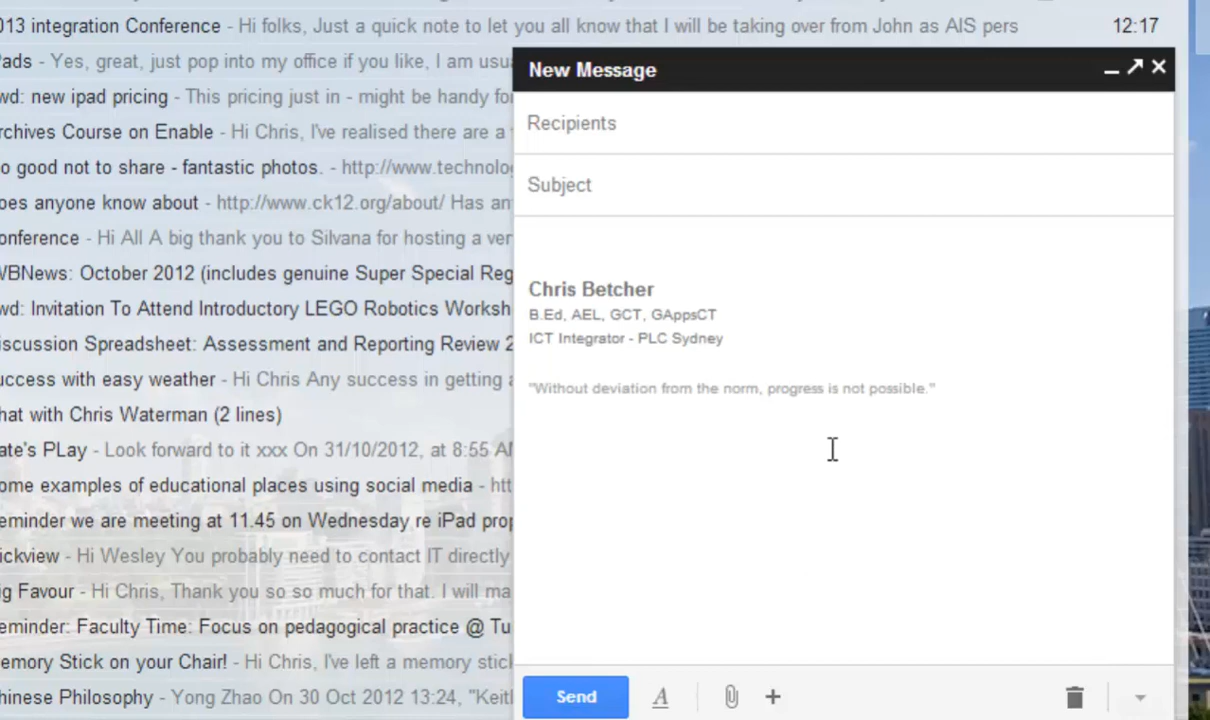 013 integration Conference - Hi folks, Just a quick note to let you all know that I will be taking over from John as AIS pers 12:17
Pads - Yes, great, just pop into my office if you like, I am usu
wd: new ipad pricing - This pricing just in - might be handy fo
rchives Course on Enable - Hi Chris, I've realised there are a
o good not to share - fantastic photos. - http://www.technolo
oes anyone know about - http://www.ck12.org/about/ Has an
onference - Hi All A big thank you to Silvana for hosting a ver
WBNews: October 2012 (includes genuine Super Special Reg
wd: Invitation To Attend Introductory LEGO Robotics Worksh
iscussion Spreadsheet: Assessment and Reporting Review 2
uccess with easy weather - Hi Chris Any success in getting a
hat with Chris Waterman (2 lines)
ate's PLay - Look forward to it xxx On 31/10/2012, at 8:55 AM
ome examples of educational places using social media - htt
eminder we are meeting at 11.45 on Wednesday re iPad prop
ickview - Hi Wesley You probably need to contact IT directly
ig Favour - Hi Chris, Thank you so so much for that. I will ma
eminder: Faculty Time: Focus on pedagogical practice @ Tu
emory Stick on your Chair! - Hi Chris, I've left a memory stic
hinese Philosophy - Yong Zhao On 30 Oct 2012 13:24, "Keit
New Message
Recipients
Subject
Chris Betcher
B.Ed, AEL, GCT, GAppsCT
ICT Integrator - PLC Sydney
"Without deviation from the norm, progress is not possible."
Send A